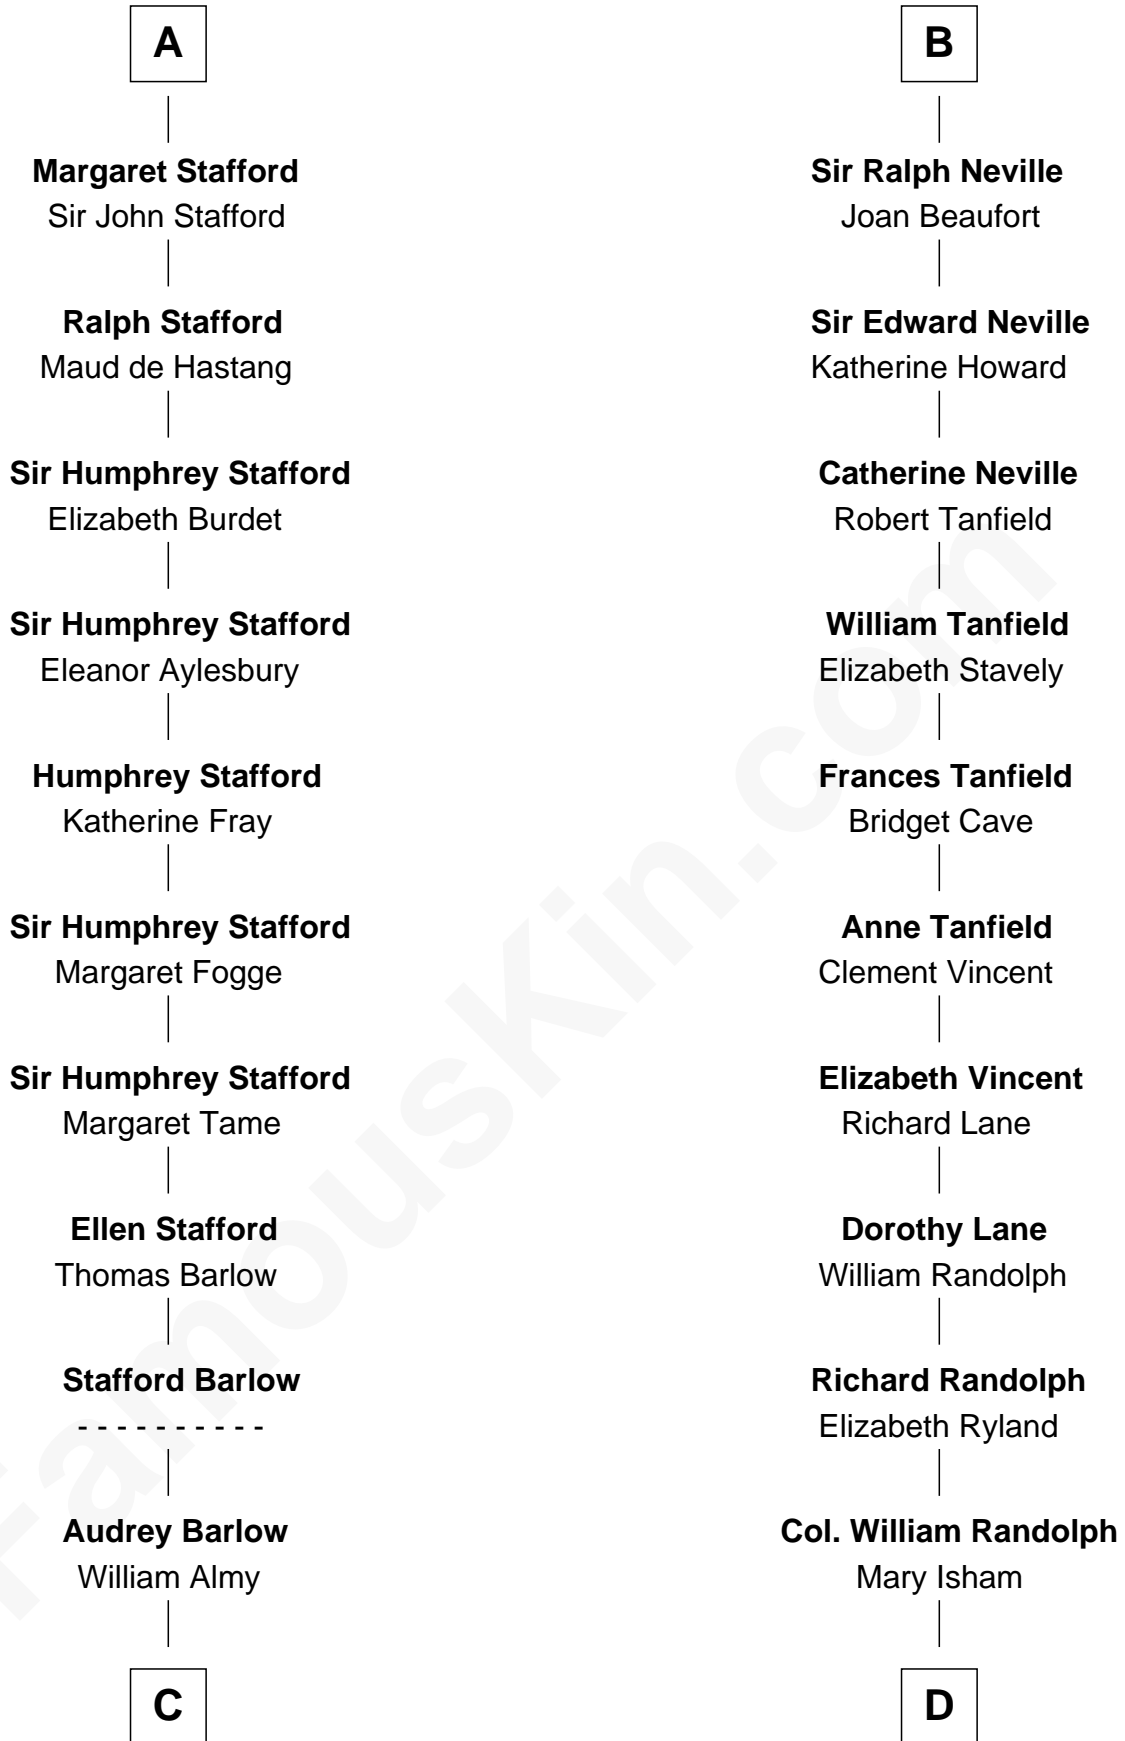 A
Margaret Stafford
Sir John Stafford
Ralph Stafford
Maud de Hastang
Sir Humphrey Stafford
Elizabeth Burdet
Sir Humphrey Stafford
Eleanor Aylesbury
Humphrey Stafford
Katherine Fray
Sir Humphrey Stafford
Margaret Fogge
Sir Humphrey Stafford
Margaret Tame
Ellen Stafford
Thomas Barlow
Stafford Barlow
- - - - - - - - - -
Audrey Barlow
William Almy
C
B
Sir Ralph Neville
Joan Beaufort
Sir Edward Neville
Katherine Howard
Catherine Neville
Robert Tanfield
William Tanfield
Elizabeth Stavely
Frances Tanfield
Bridget Cave
Anne Tanfield
Clement Vincent
Elizabeth Vincent
Richard Lane
Dorothy Lane
William Randolph
Richard Randolph
Elizabeth Ryland
Col. William Randolph
Mary Isham
D
FamousKin.com